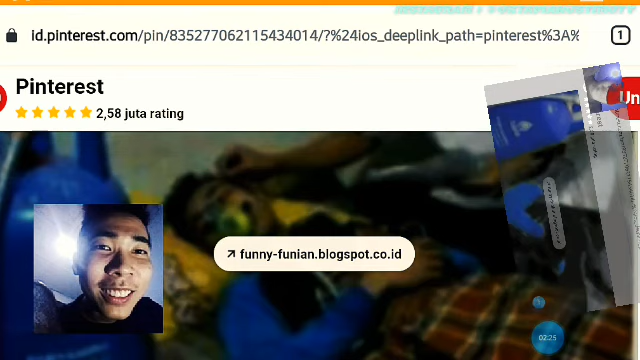 id.pinterest.com/pin/835277062115434014/?%24ios_deeplink_path=pinterest%3A%
1
Pinterest
2,58 juta rating
Un
funny-funian.blogspot.co.id
02:25